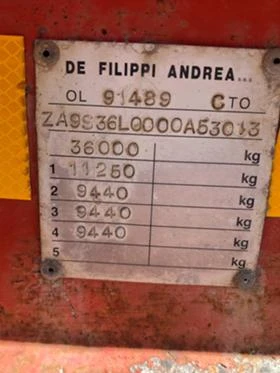 DE FILIPPI ANDREA s.n.c.
OL 91489 CTO
ZA9S36L0000A53013
36000 kg
1 11250 kg
2 9440 kg
3 9440 kg
4 9440 kg
5 kg